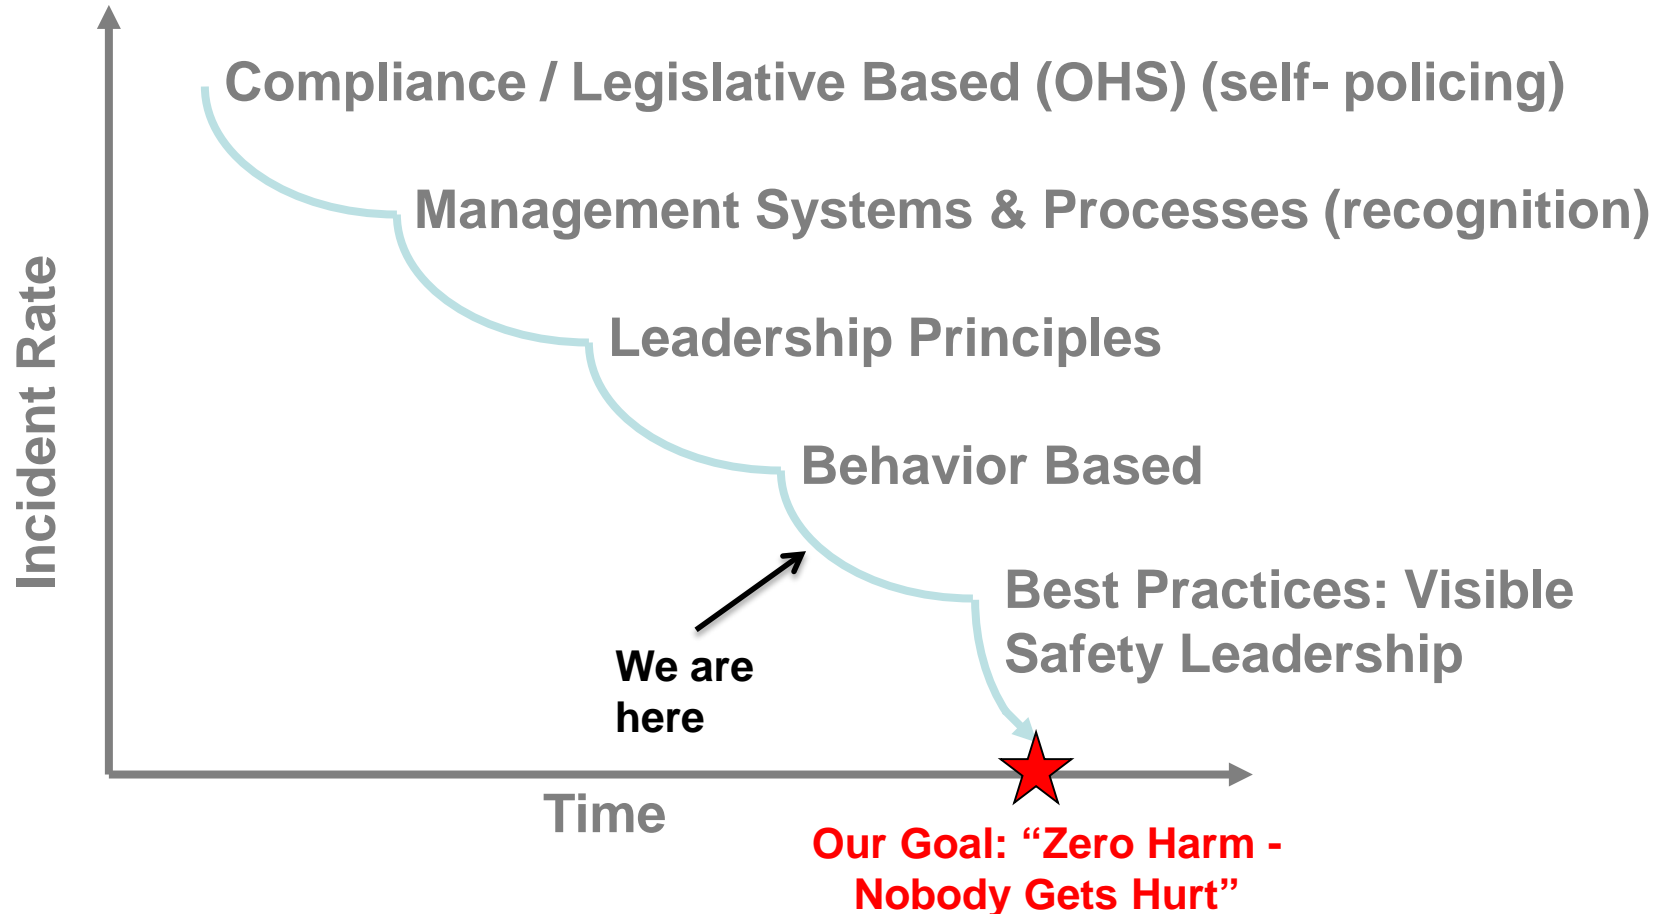 Compliance / Legislative Based (OHS) (self- policing)
Management Systems & Processes (recognition)
Leadership Principles
Behavior Based
Best Practices: Visible
Safety Leadership
We are
here
Incident Rate
Time
Our Goal: “Zero Harm -
Nobody Gets Hurt”